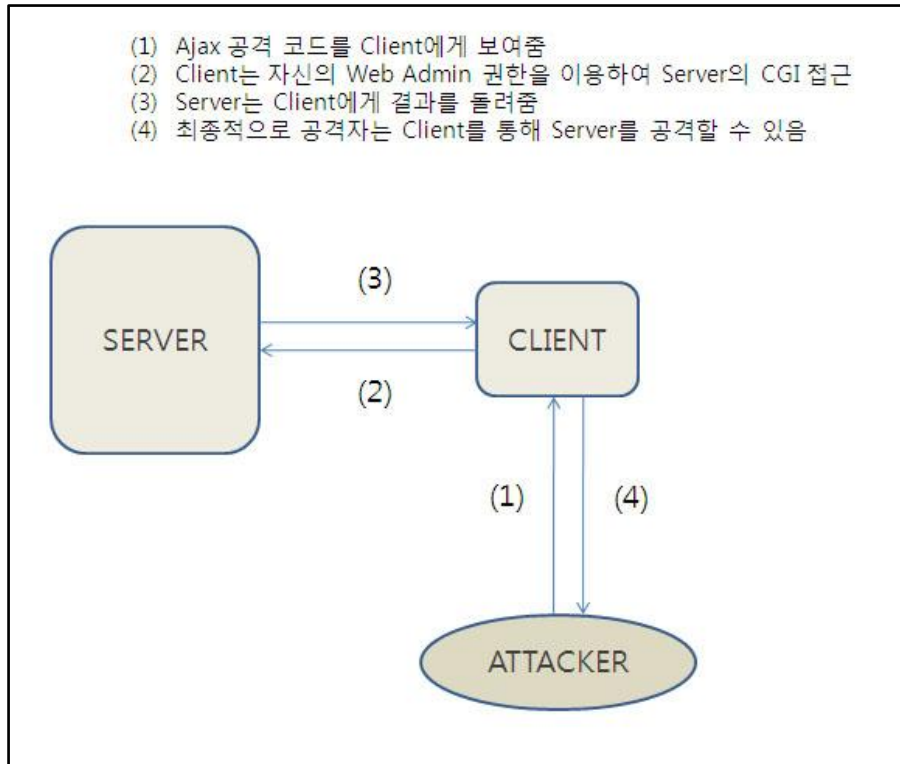 (1) Ajax 공격 코드를 Client에게 보여줌
(2) Client는 자신의 Web Admin 권한을 이용하여 Server의 CGI 접근
(3) Server는 Client에게 결과를 돌려줌
(4) 최종적으로 공격자는 Client를 통해 Server를 공격할 수 있음
(3)
SERVER
CLIENT
(2)
(1)
(4)
ATTACKER